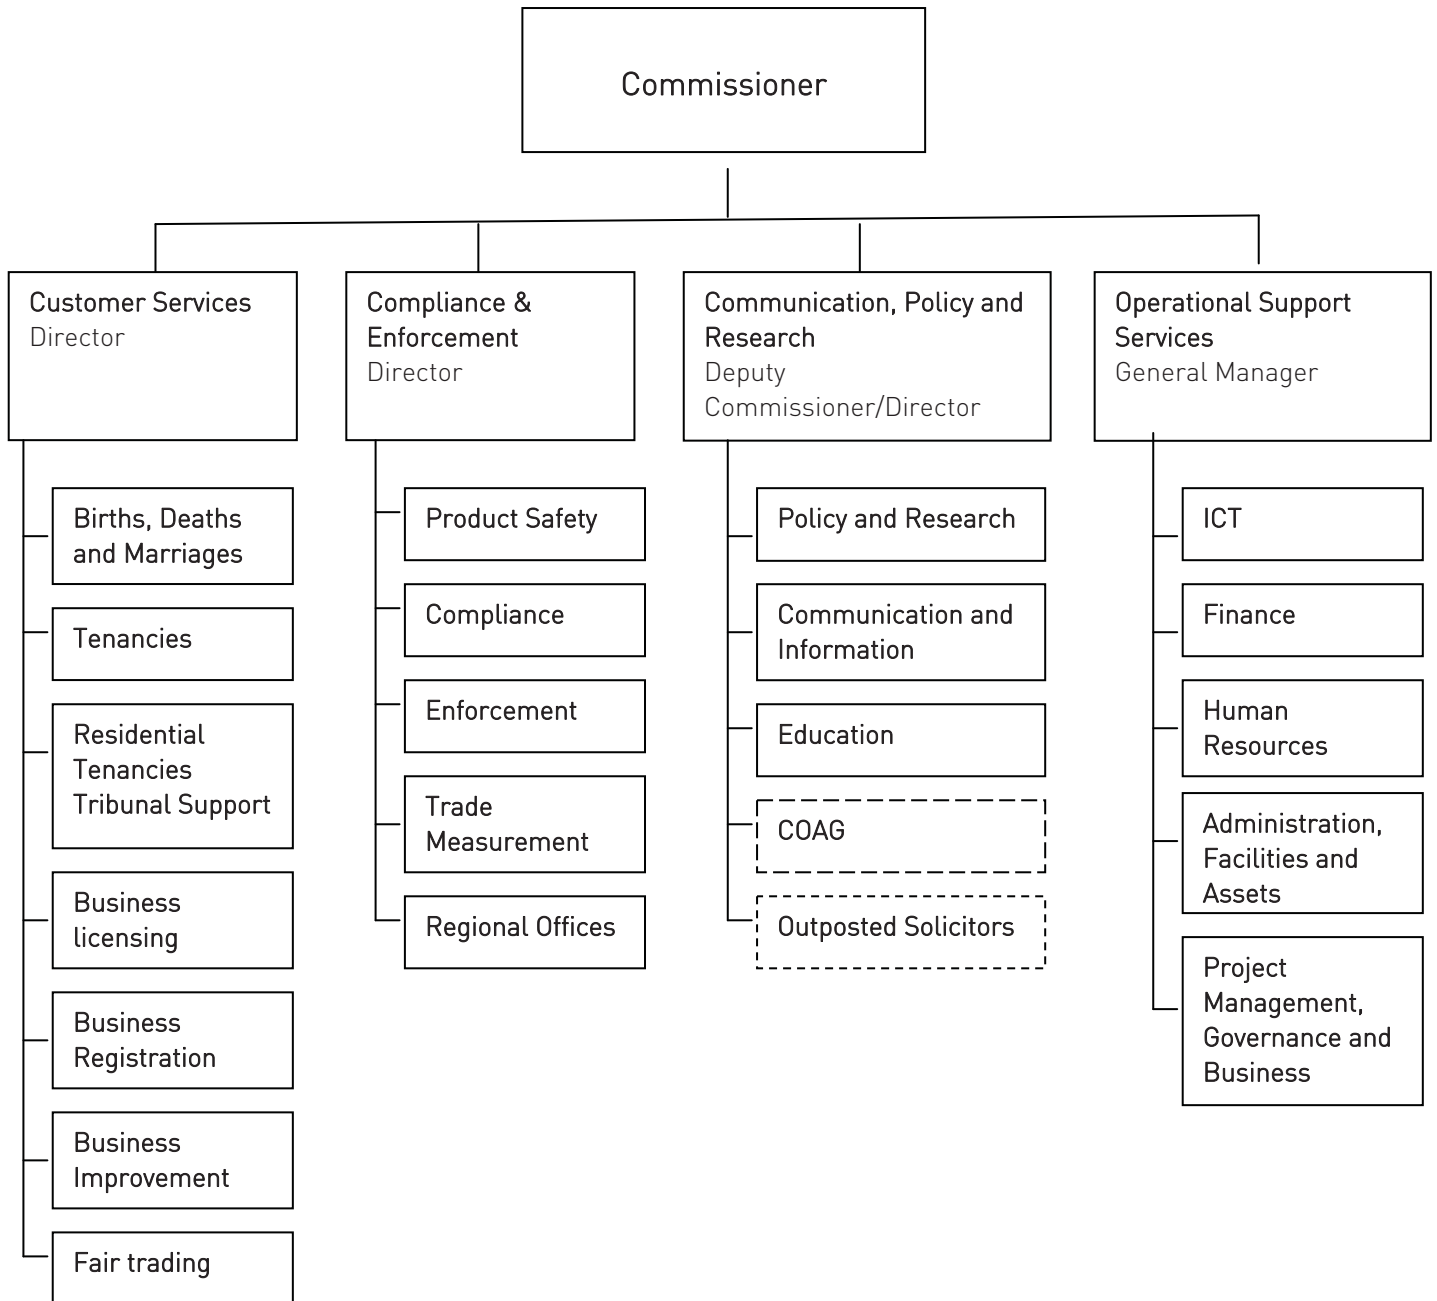 Commissioner
Customer Services
Director
Compliance &
Enforcement
Director
Communication, Policy and
Research
Deputy
Commissioner/Director
Operational Support
Services
General Manager
Births, Deaths
and Marriages
Tenancies
Residential
Tenancies
Tribunal Support
Business
licensing
Business
Registration
Business
Improvement
Fair trading
Product Safety
Compliance
Enforcement
Trade
Measurement
Regional Offices
Policy and Research
Communication and
Information
Education
COAG
Outposted Solicitors
ICT
Finance
Human
Resources
Administration,
Facilities and
Assets
Project
Management,
Governance and
Business